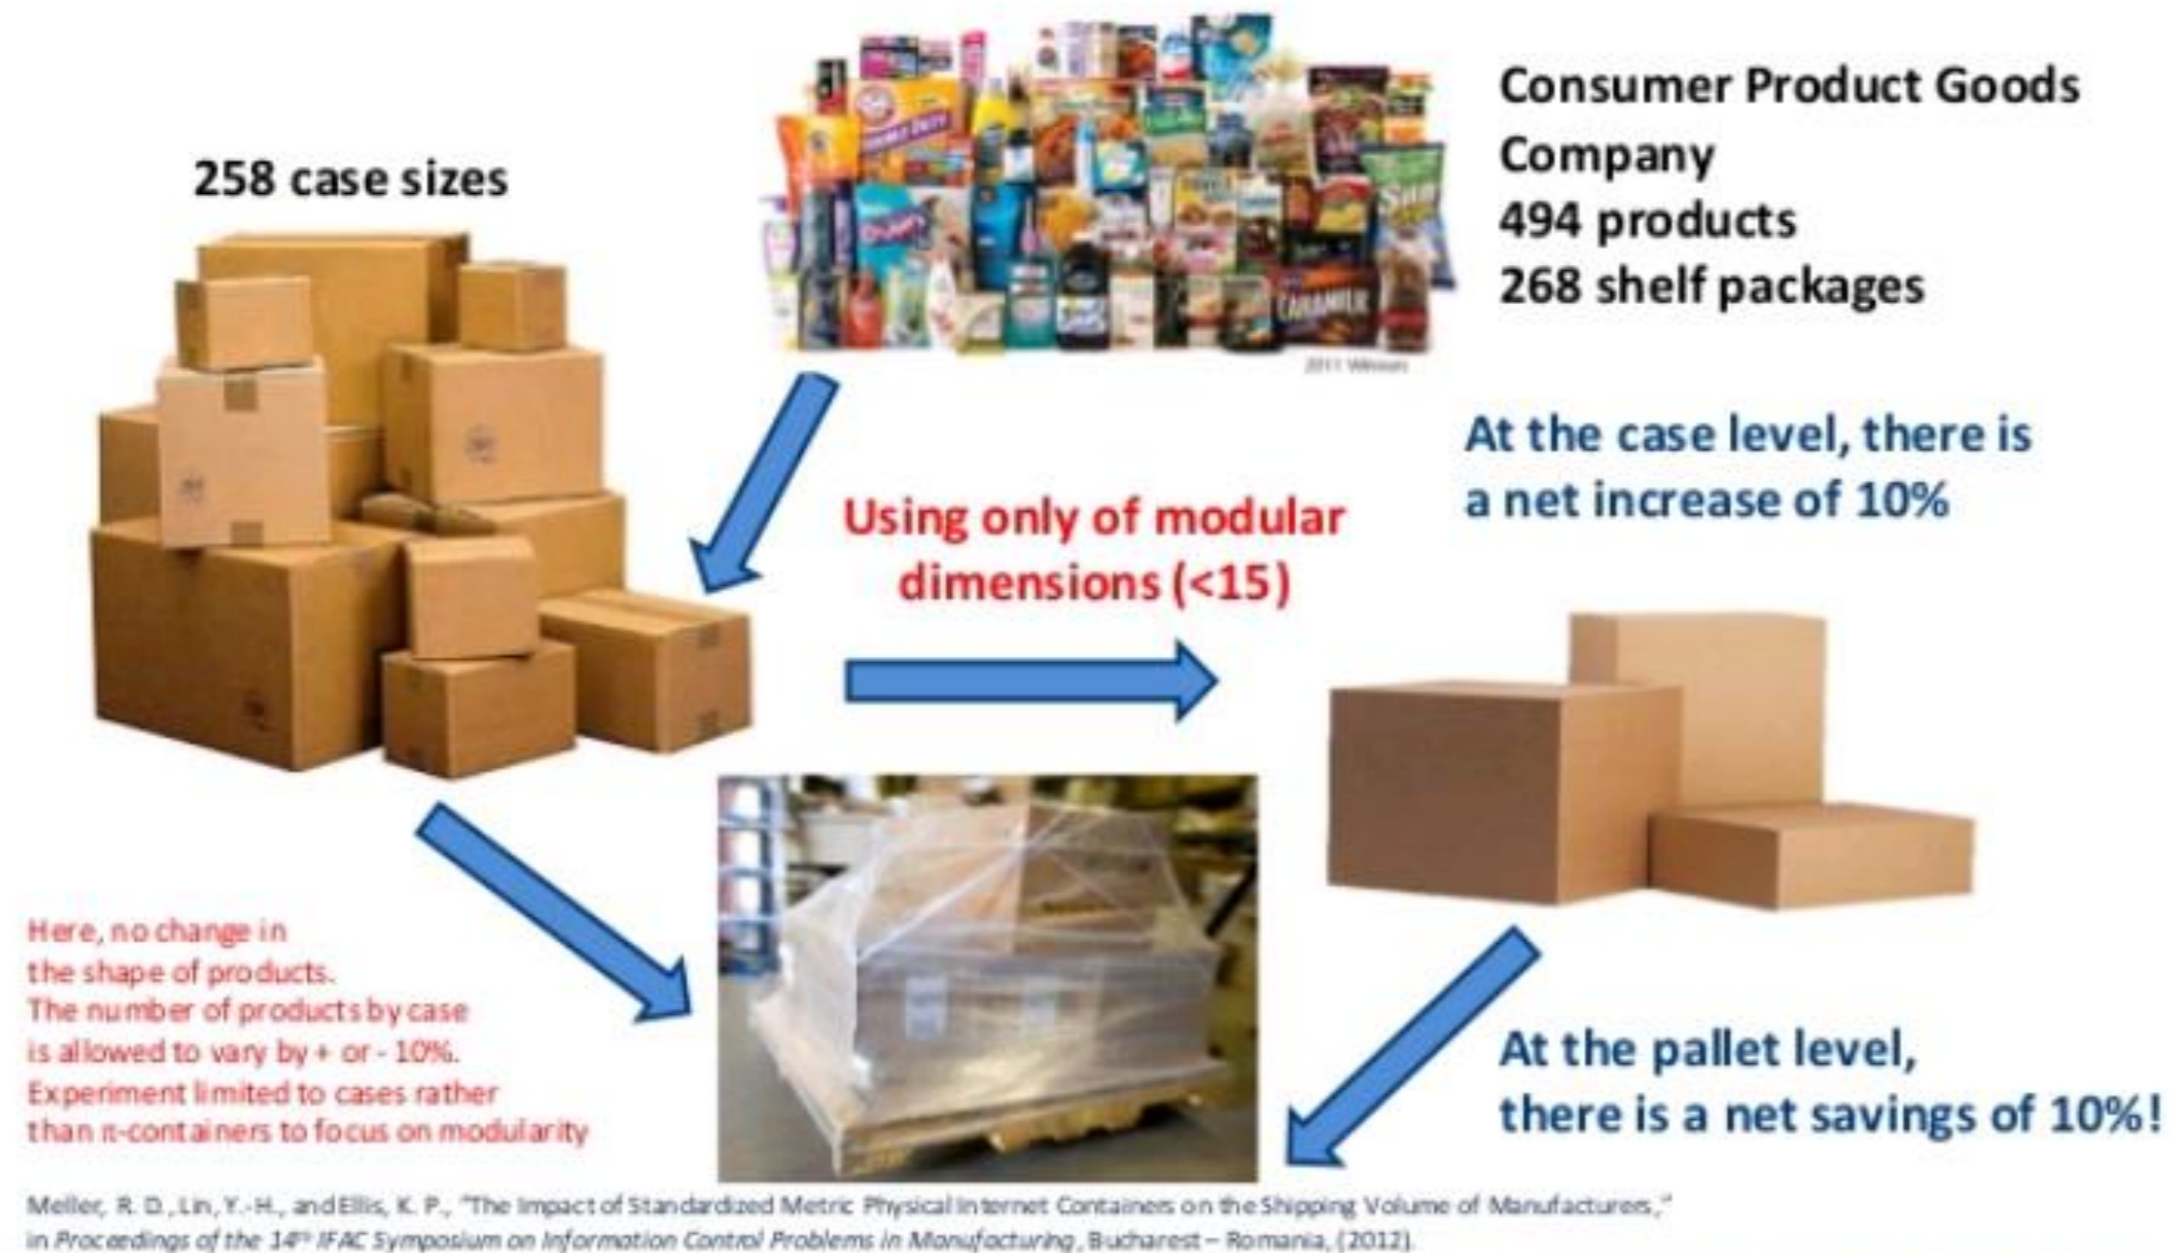 258 case sizes
Consumer Product Goods
Company
494 products
268 shelf packages
2011 Winners
At the case level, there is
a net increase of 10%
Using only of modular
dimensions (<15)
Here, no change in
the shape of products.
The number of products by case
is allowed to vary by + or - 10%.
Experiment limited to cases rather
than π-containers to focus on modularity
At the pallet level,
there is a net savings of 10%!
Meller, R. D., Lin, Y.-H., and Ellis, K. P., "The Impact of Standardized Metric Physical Internet Containers on the Shipping Volume of Manufacturers,"
in Proceedings of the 14th IFAC Symposium on Information Control Problems in Manufacturing, Bucharest – Romania, (2012).